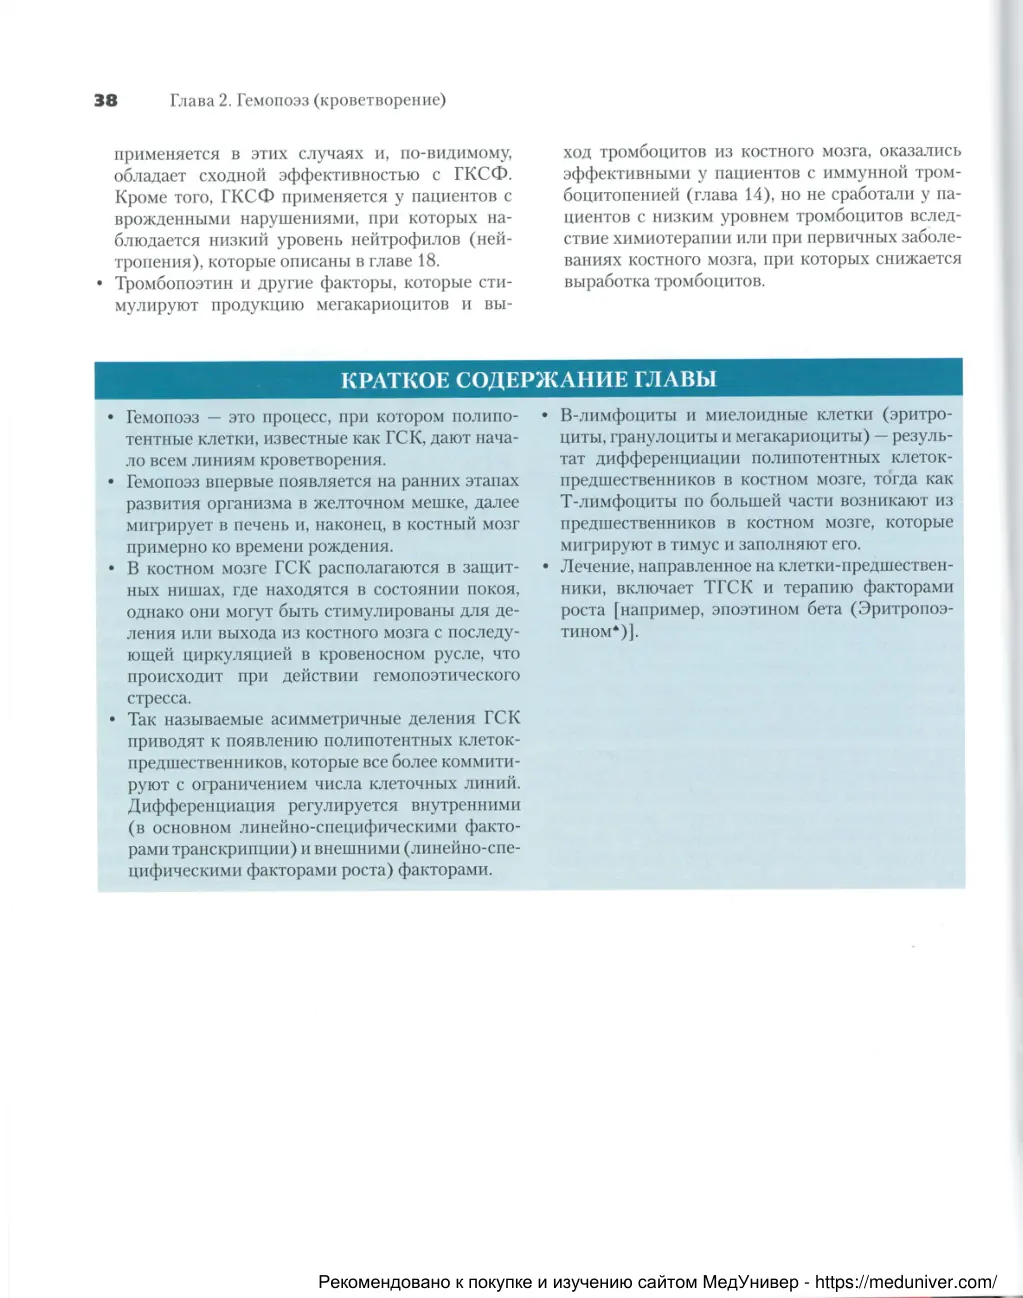 38 Глава 2. Гемопоэз (кроветворение)
применяется в этих случаях и, по-видимому,
обладает сходной эффективностью с ГКСФ.
Кроме того, ГКСФ применяется у пациентов с
врожденными нарушениями, при которых на-
блюдается низкий уровень нейтрофилов (ней-
тропения), которые описаны в главе 18.
• Тромбопоэтин и другие факторы, которые сти-
мулируют продукцию мегакариоцитов и вы-
ход тромбоцитов из костного мозга, оказались
эффективными у пациентов с иммунной тром-
боцитопенией (глава 14), но не сработали у па-
циентов с низким уровнем тромбоцитов вслед-
ствие химиотерапии или при первичных заболе-
ваниях костного мозга, при которых снижается
выработка тромбоцитов.
КРАТКОЕ СОДЕРЖАНИЕ ГЛАВЫ
• Гемопоэз — это процесс, при котором полипо-
тентные клетки, известные как ГСК, дают нача-
ло всем линиям кроветворения.
• Гемопоэз впервые появляется на ранних этапах
развития организма в желточном мешке, далее
мигрирует в печень и, наконец, в костный мозг
примерно ко времени рождения.
• В костном мозге ГСК располагаются в защит-
ных нишах, где находятся в состоянии покоя,
однако они могут быть стимулированы для де-
ления или выхода из костного мозга с последу-
ющей циркуляцией в кровеносном русле, что
происходит при действии гемопоэтического
стресса.
• Так называемые асимметричные деления ГСК
приводят к появлению полипотентных клеток-
предшественников, которые все более коммити-
руют с ограничением числа клеточных линий.
Дифференциация регулируется внутренними
(в основном линейно-специфическими факто-
рами транскрипции) и внешними (линейно-спе-
цифическими факторами роста) факторами.
• В-лимфоциты и миелоидные клетки (эритро-
циты, гранулоциты и мегакариоциты) — резуль-
тат дифференциации полипотентных клеток-
предшественников в костном мозге, тогда как
Т-лимфоциты по большей части возникают из
предшественников в костном мозге, которые
мигрируют в тимус и заполняют его.
• Лечение, направленное на клетки-предшествен-
ники, включает ТГСК и терапию факторами
роста [например, эпоэтином бета (Эритропоэ-
тином♠)].
Рекомендовано к покупке и изучению сайтом МедУнивер - https://meduniver.com/